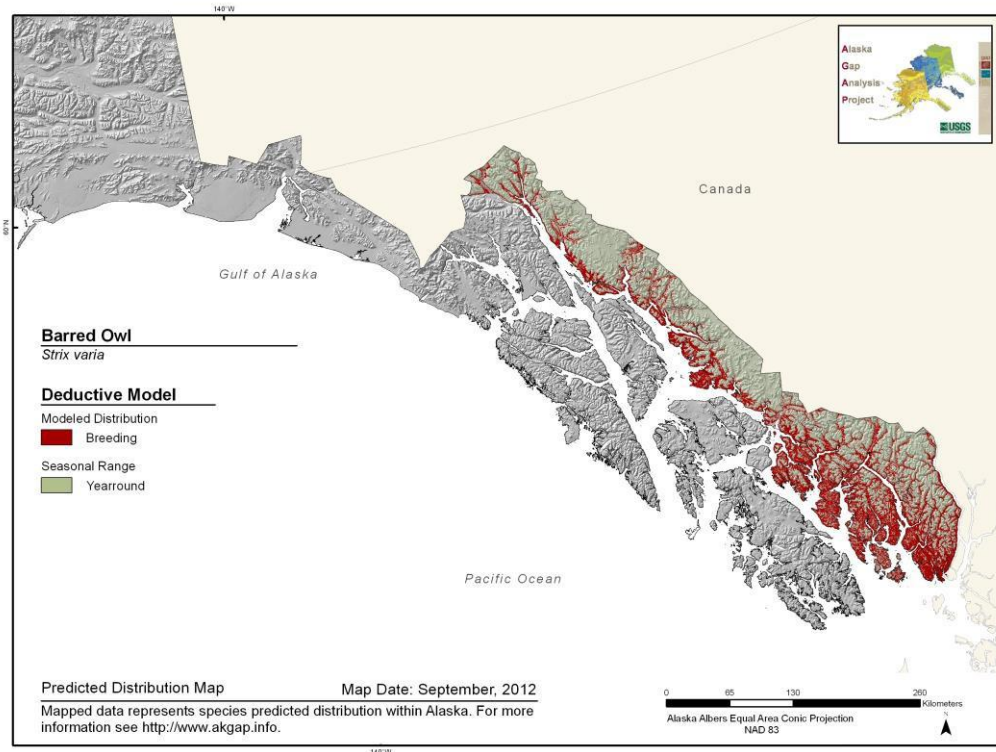 140°W
Alaska
Gap
Analysis
Project
USGS
Canada
60°N
Gulf of Alaska
Barred Owl
Strix varia
Deductive Model
Modeled Distribution
Breeding
Seasonal Range
Yearround
Pacific Ocean
Predicted Distribution Map Map Date: September, 2012
Mapped data represents species predicted distribution within Alaska. For more
information see http://www.akgap.info.
0 65 130 260
Kilometers
Alaska Albers Equal Area Conic Projection
NAD 83
N
140°W